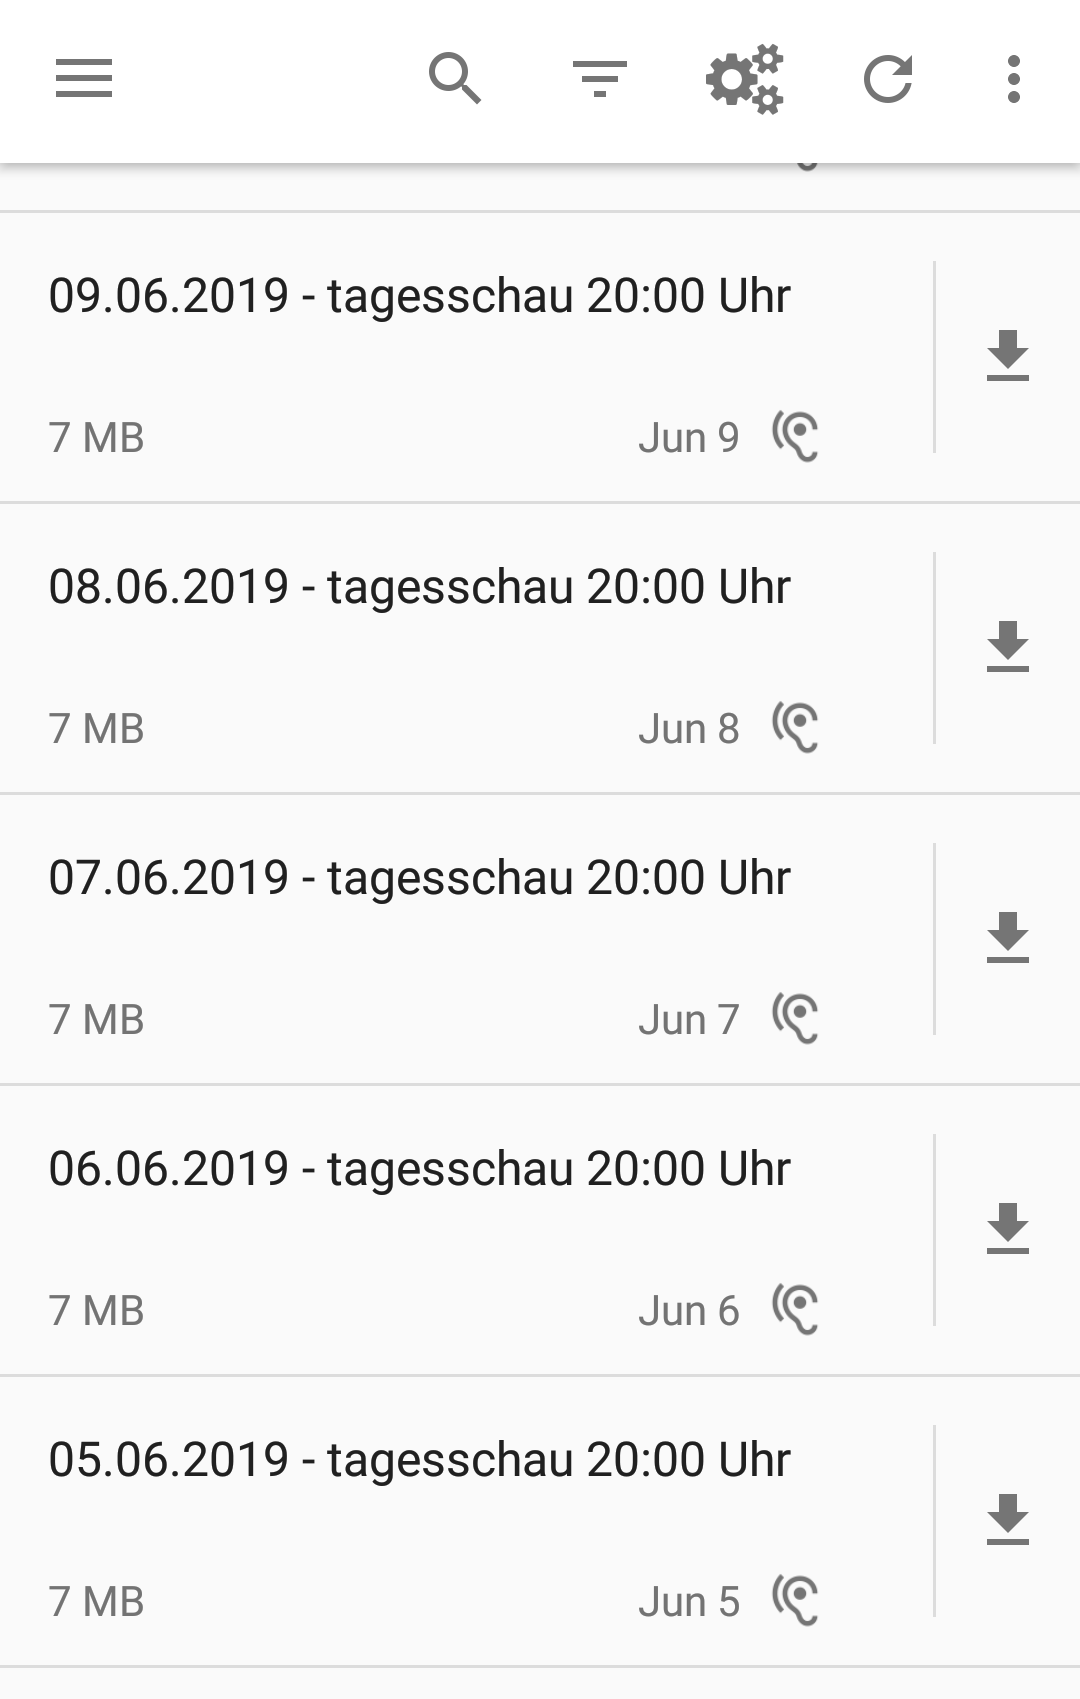 09.06.2019 - tagesschau 20:00 Uhr
7 MB
Jun 9
08.06.2019 - tagesschau 20:00 Uhr
7 MB
Jun 8
07.06.2019 - tagesschau 20:00 Uhr
7 MB
Jun 7
06.06.2019 - tagesschau 20:00 Uhr
7 MB
Jun 6
05.06.2019 - tagesschau 20:00 Uhr
7 MB
Jun 5